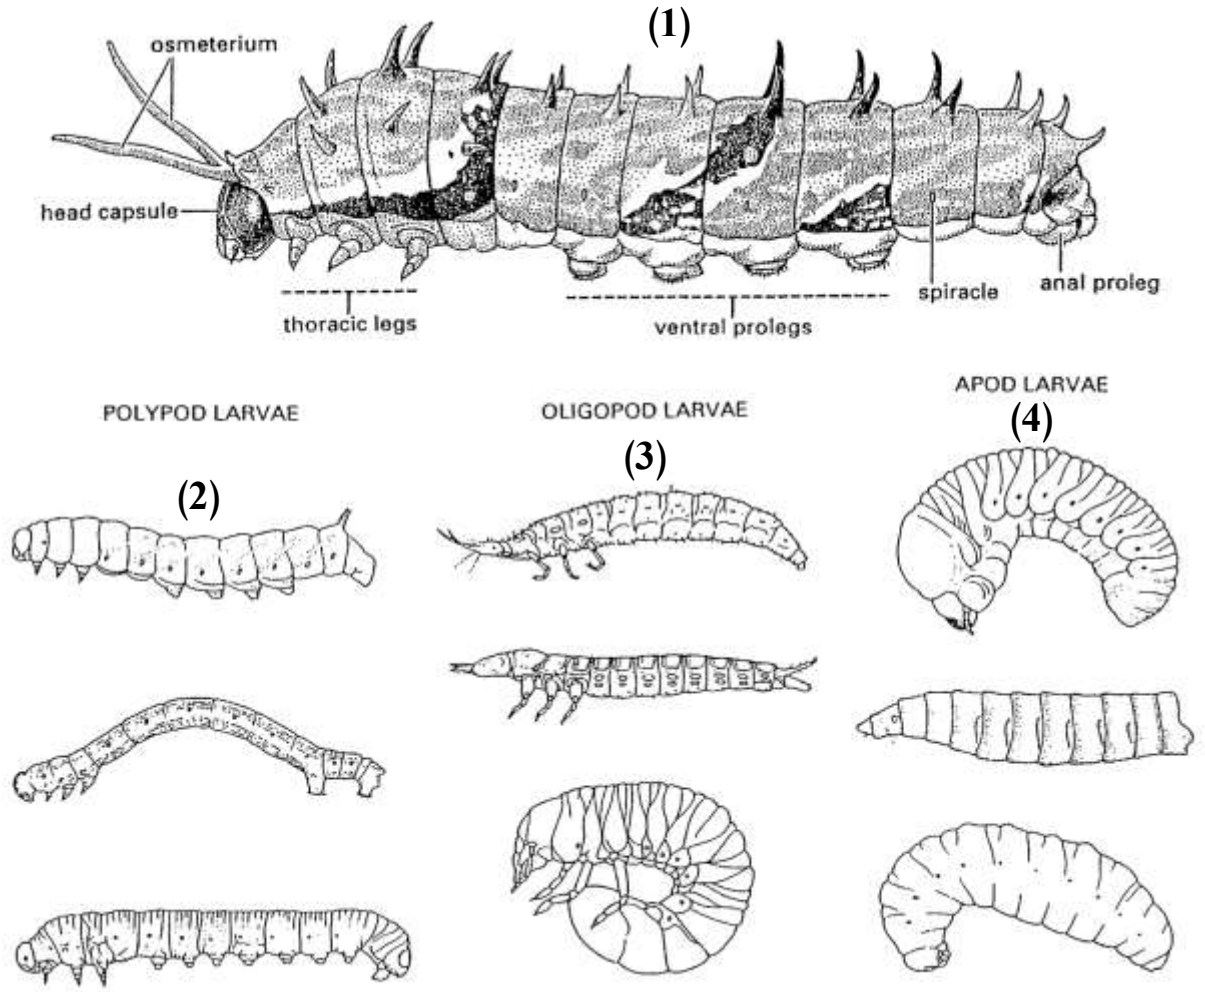 (1)
osmeterium
head capsule
thoracic legs
ventral prolegs
spiracle
anal proleg
POLYPOD LARVAE
OLIGOPOD LARVAE
APOD LARVAE
(2)
(3)
(4)